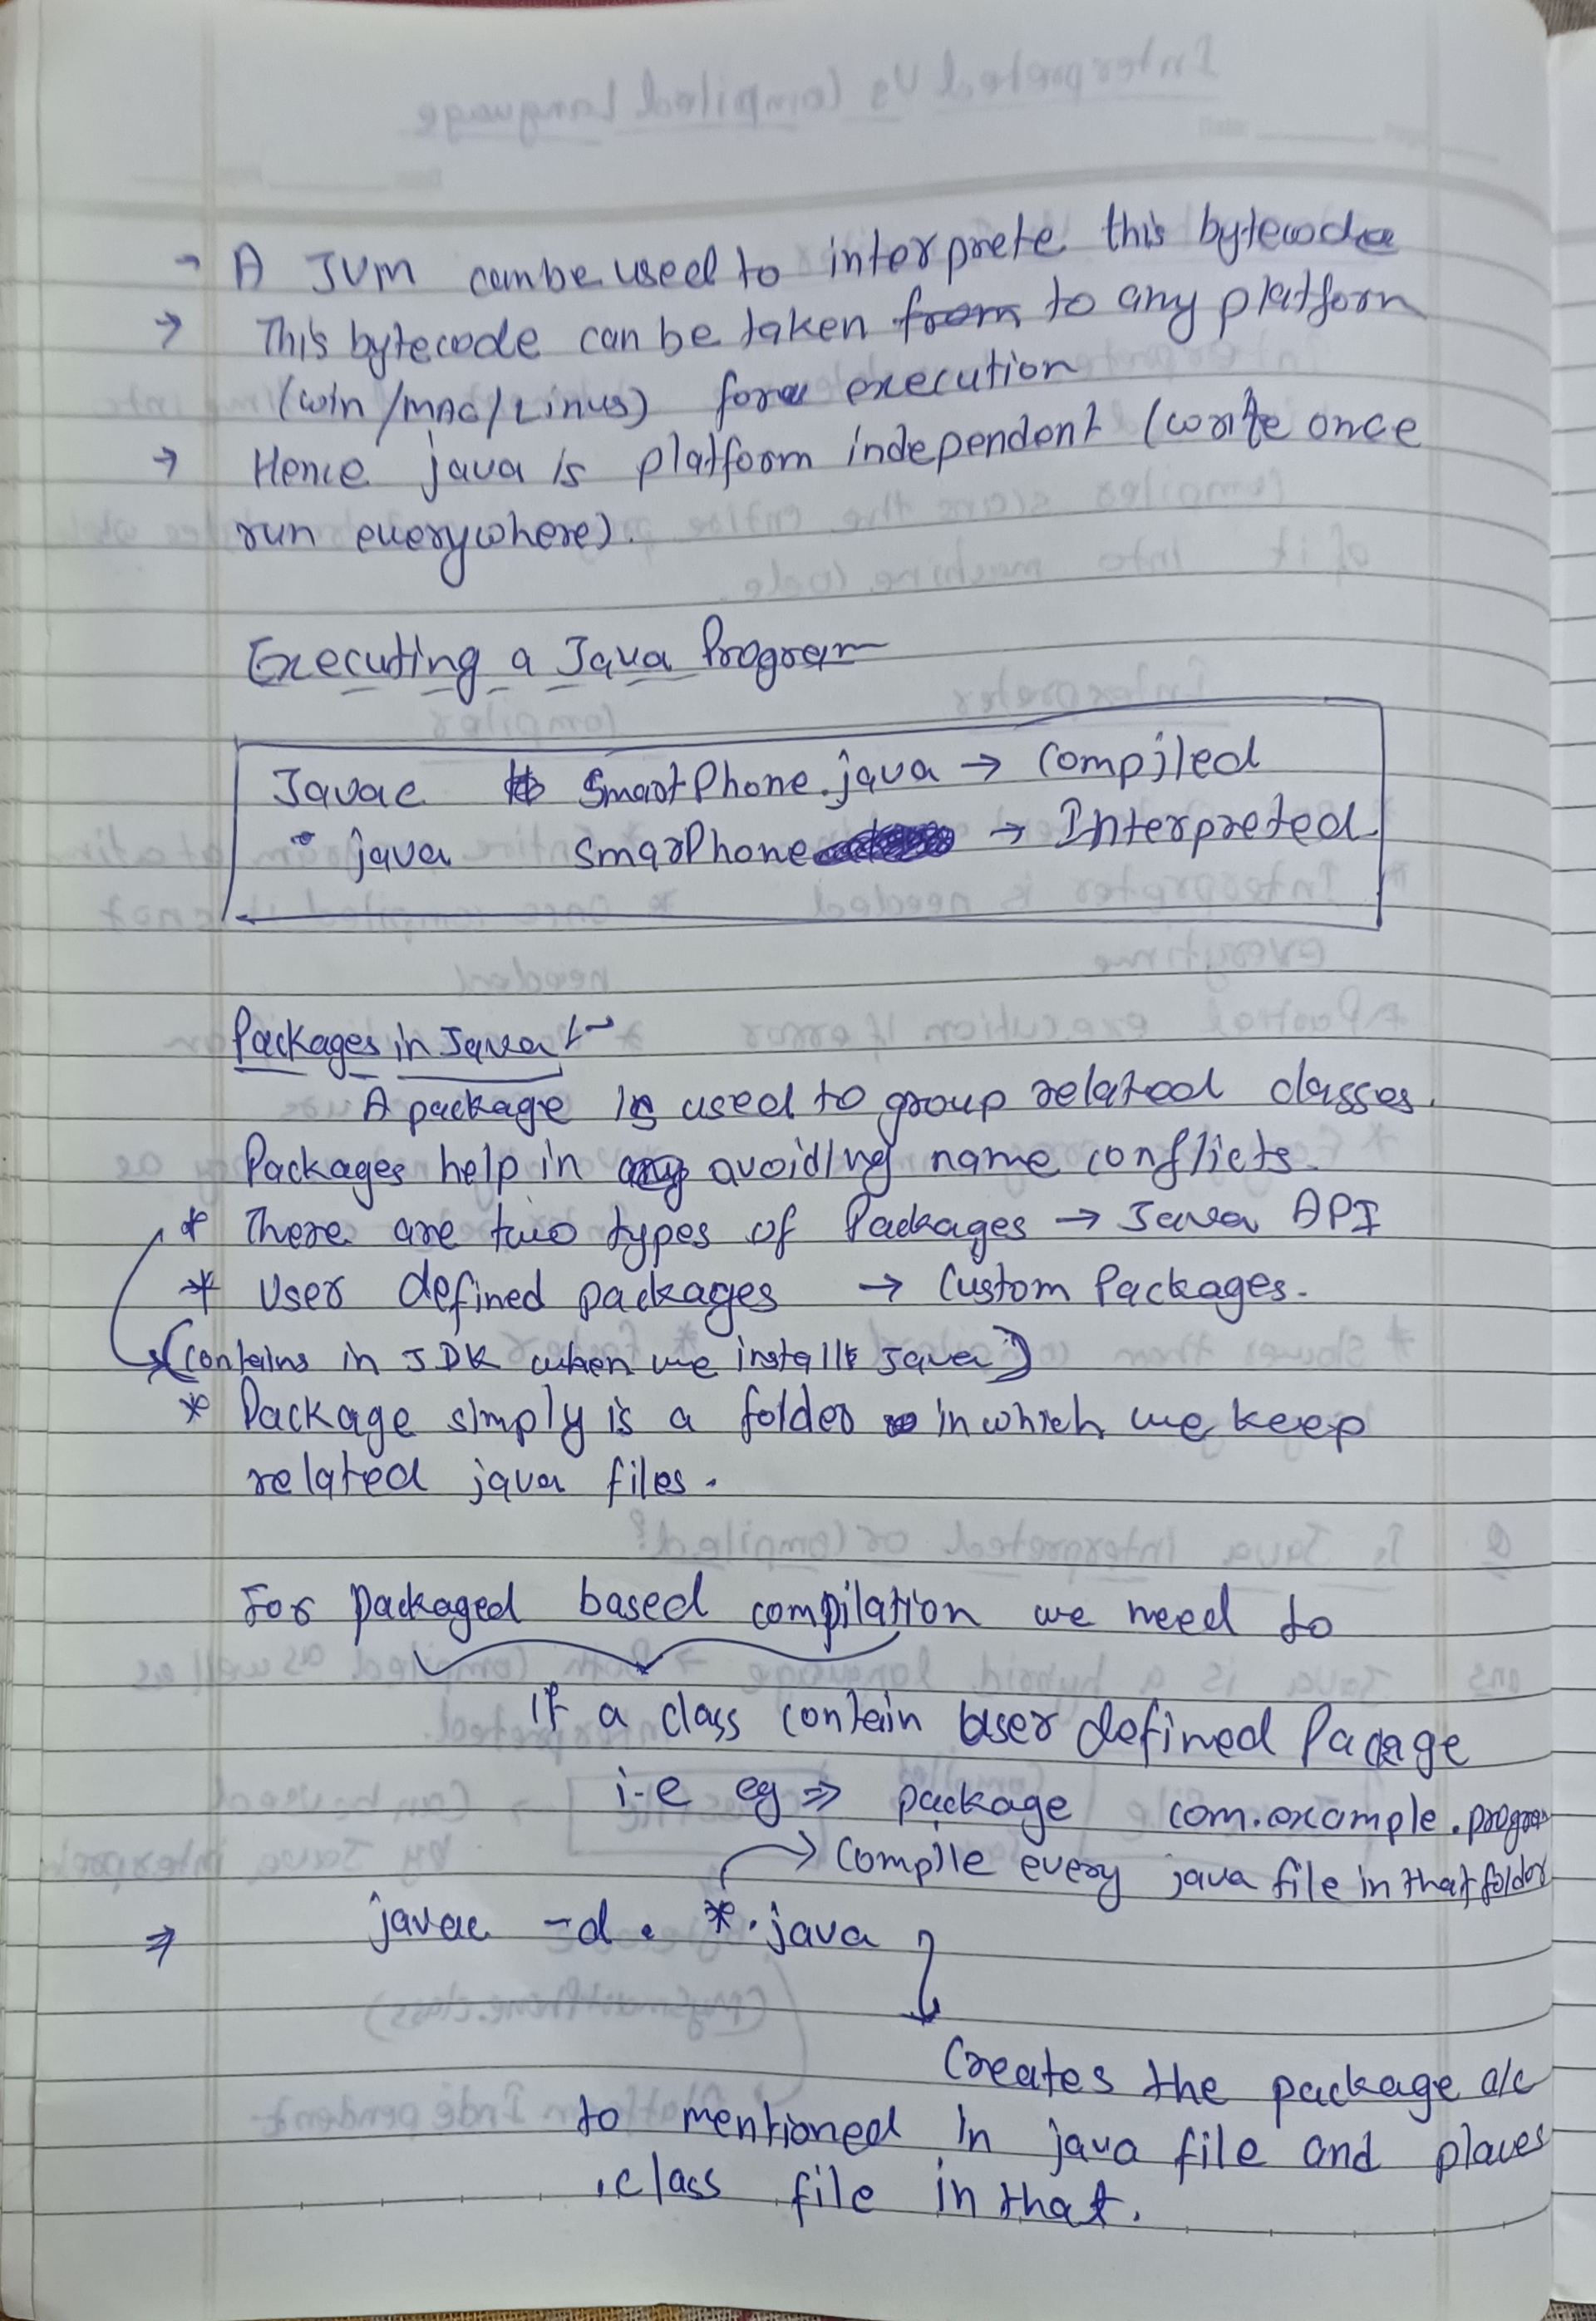 → A JVM can be used to interprete this bytecode
→ This bytecode can be taken from to any platform
(win/MAC/Linus) for execution
→ Hence java is platform independent (write once
run everywhere).
Executing a Java Program
Javac SmartPhone.java → Compiled
java SmarPhone → Interpreted
Packages in Java :-
A package is used to group related classes.
Packages help in avoiding name conflicts.
* There are two types of Packages → Java API
* User defined packages → Custom Packages.
(contains in JDK when we install Java)
* Package simply is a folder in which we keep
related java files.
For packaged based compilation we need to
If a class contain user defined Pacage
i.e eg ⇒ package com.example.progra
→ Compile every java file in that folder
⇒ javac -d . *.java
Creates the package a/c
to mentioned in java file and places
.class file in that.